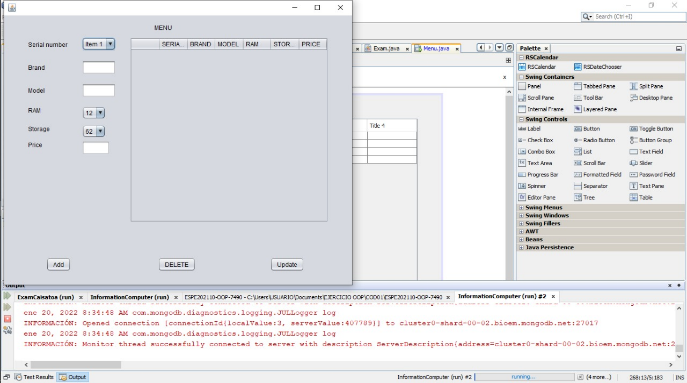 MENU
Serial number
Item 1
SERIA...
BRAND
MODEL
RAM
STOR...
PRICE
Brand
Model
RAM
12
Storage
62
Price
Add
DELETE
Update
Search (Ctrl+I)
Exam.java
Menu.java
Title 4
Palette
RSCalendar
RSCalendar
RSDateChooser
Swing Containers
Panel
Tabbed Pane
Split Pane
Scroll Pane
Tool Bar
Desktop Pane
Internal Frame
Layered Pane
Swing Controls
Label
Button
Toggle Button
Check Box
Radio Button
Button Group
Combo Box
List
Text Field
Text Area
Scroll Bar
Slider
Progress Bar
Formatted Field
Password Field
Spinner
Separator
Text Pane
Editor Pane
Tree
Table
Swing Menus
Swing Windows
Swing Fillers
AWT
Beans
Java Persistence
Output
ExamCaisatoa (run)
InformationComputer (run)
ESPE202110-OOP-7490 - C:\Users\USUARIO\Documents\EJERCICIO OOP\COD01\ESPE202110-OOP-7490
InformationComputer (run) #2
ene 20, 2022 8:34:48 AM com.mongodb.diagnostics.logging.JULLogger log
INFORMACIÓN: Opened connection [connectionId{localValue:3, serverValue:407789}] to cluster0-shard-00-02.bioem.mongodb.net:27017
ene 20, 2022 8:34:48 AM com.mongodb.diagnostics.logging.JULLogger log
INFORMACIÓN: Monitor thread successfully connected to server with description ServerDescription{address=cluster0-shard-00-02.bioem.mongodb.net:2
Test Results
Output
InformationComputer (run) #2
running...
(4 more...)
268:13/5:183
INS